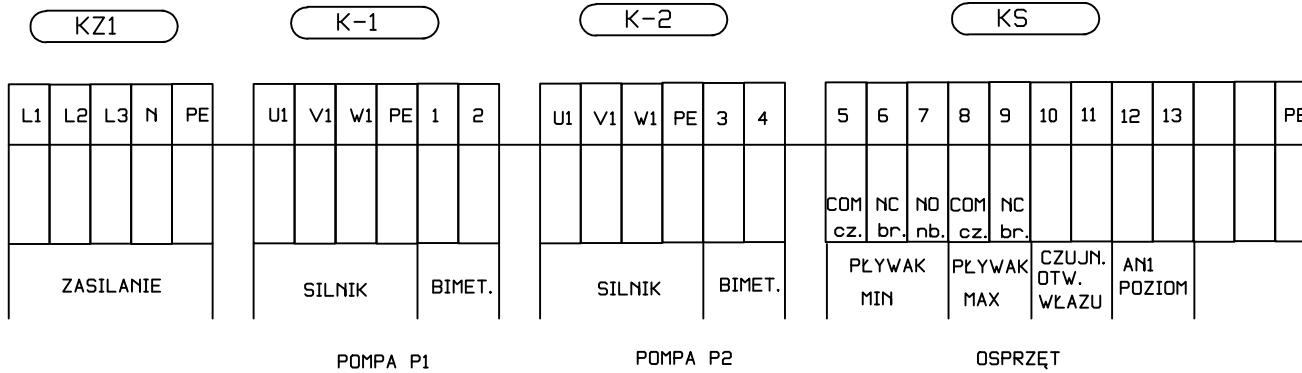 KZ1 K-1 K-2 KS
L1 L2 L3 N PE U1 V1 W1 PE 1 2 U1 V1 W1 PE 3 4 5 6 7 8 9 10 11 12 13 PE
COM NC NO COM NC
cz. br. nb. cz. br.
ZASILANIE
SILNIK
BIMET.
SILNIK
BIMET.
PŁYWAK
MIN
PŁYWAK
MAX
CZUJN.
OTW.
WŁAZU
AN1
POZIOM
POMPA P1
POMPA P2
OSPRZĘT